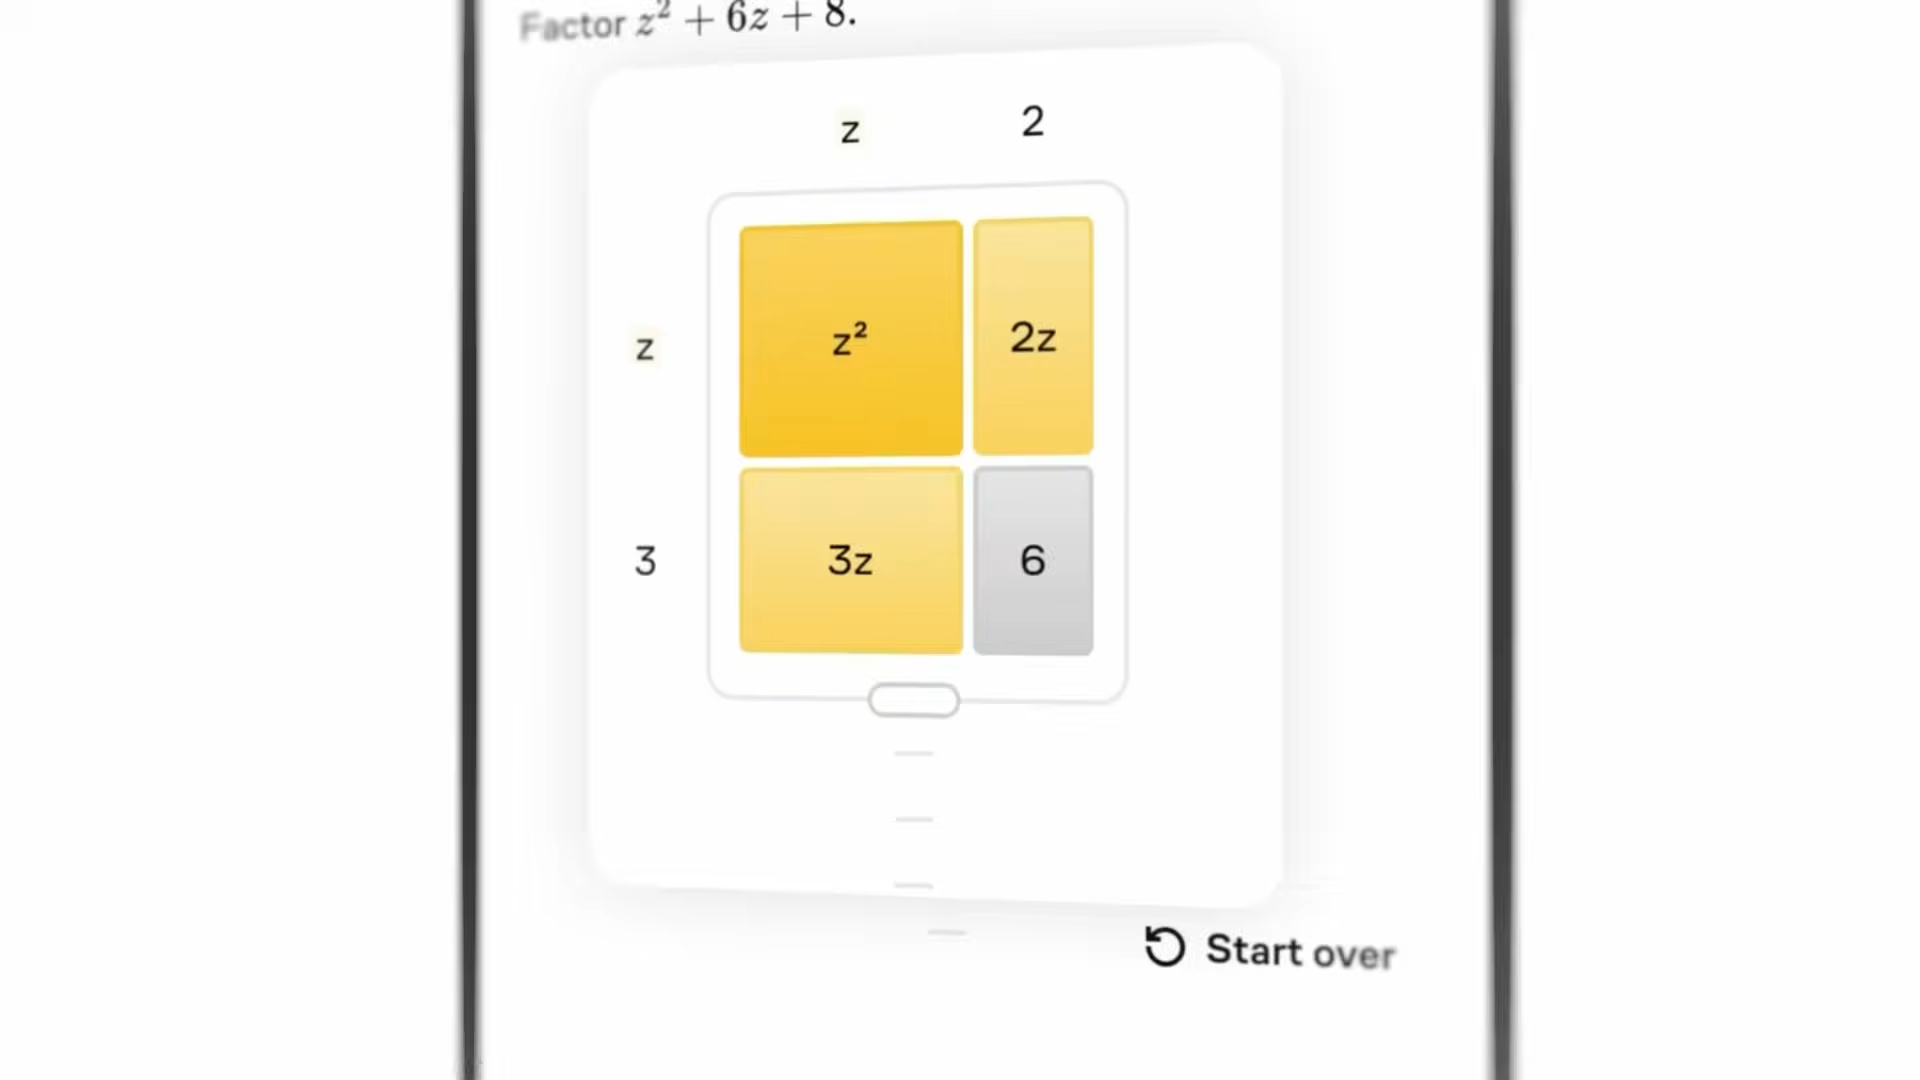 Factor z² + 6z + 8.
z 2
z z² 2z
3 3z 6
Start over